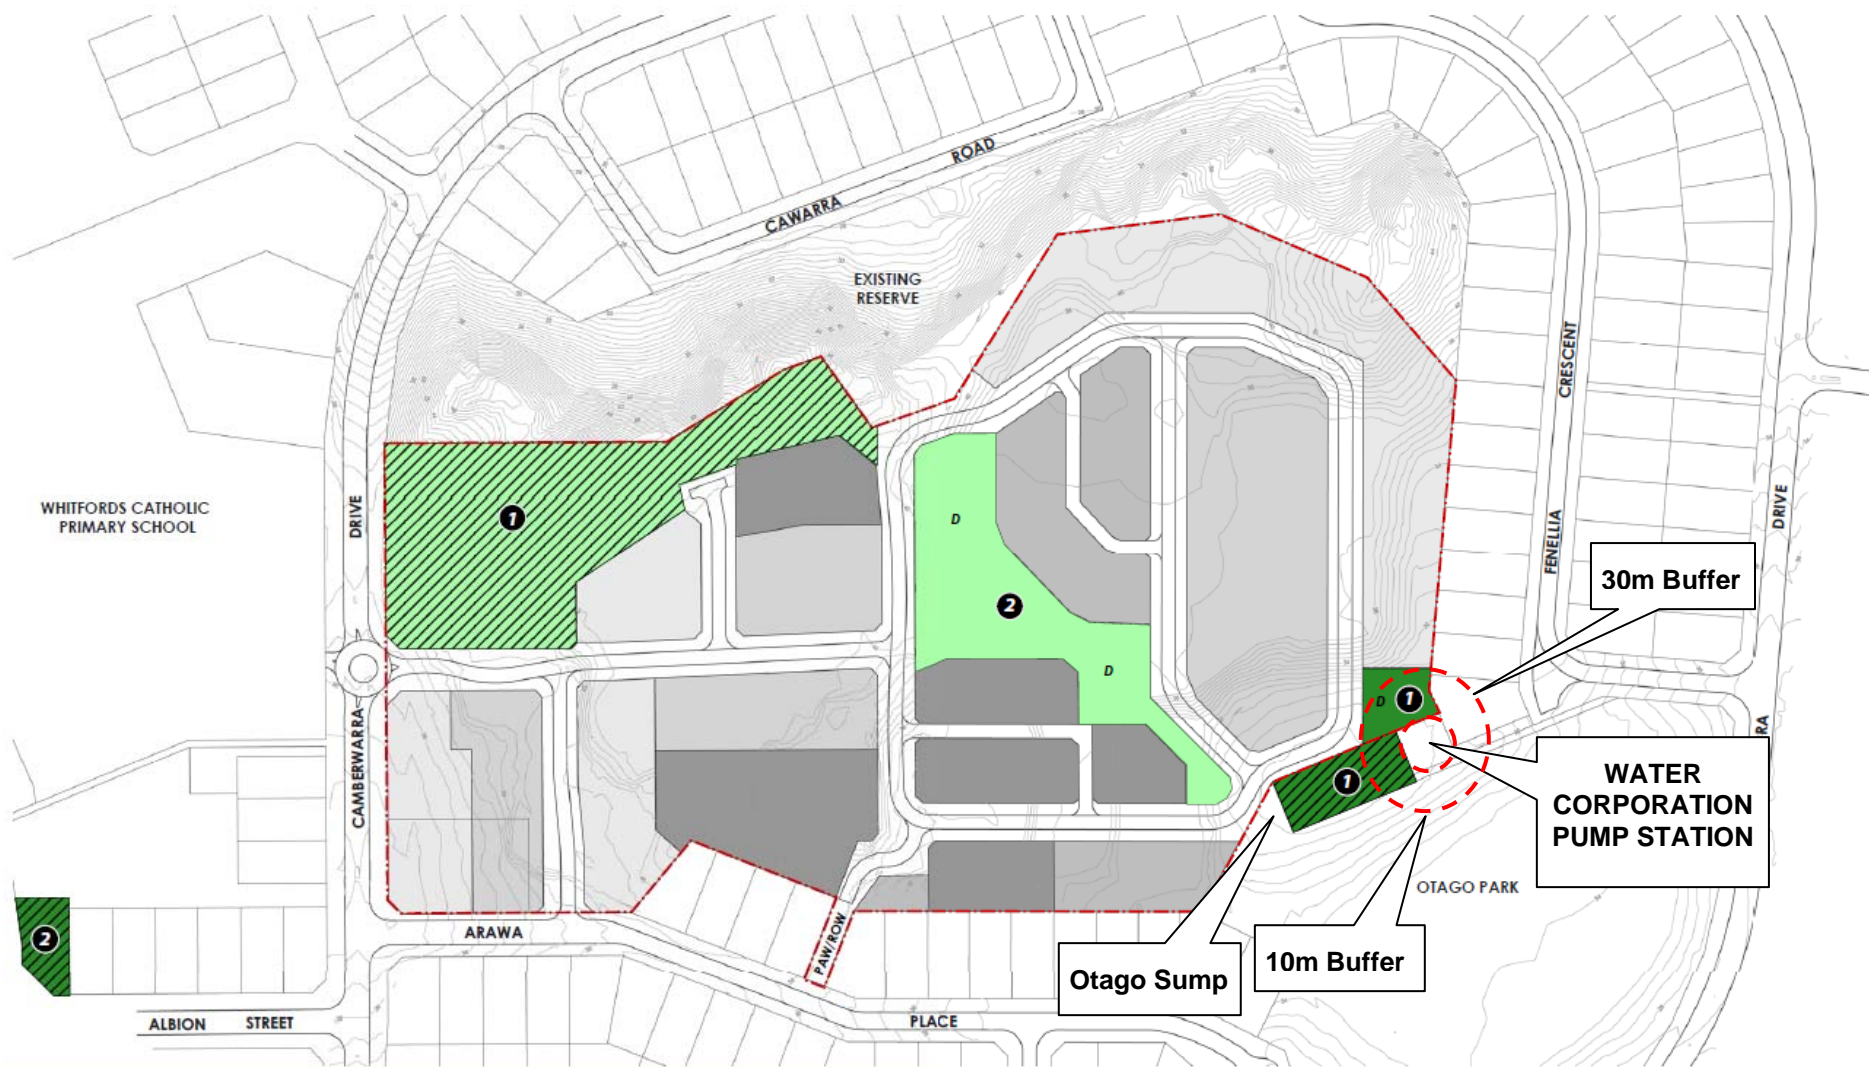 CAWARRA
ROAD
EXISTING
RESERVE
CRESCENT
FENELLIA
DRIVE
WHITFORDS CATHOLIC
PRIMARY SCHOOL
DRIVE
1
D
2
D
30m Buffer
D
1
1
WATER
CORPORATION
PUMP STATION
RA
CAMBERWARRA
OTAGO PARK
2
ARAWA
PAW/ROW
Otago Sump
10m Buffer
ALBION STREET
PLACE